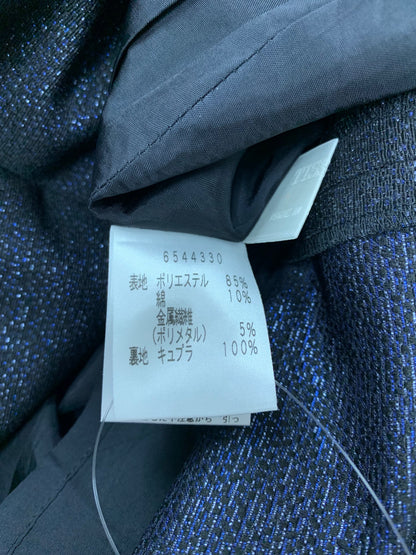 6544330
表地 ポリエステル 85%
綿 10%
金属繊維
(ポリメタル) 5%
裏地 キュプラ 100%